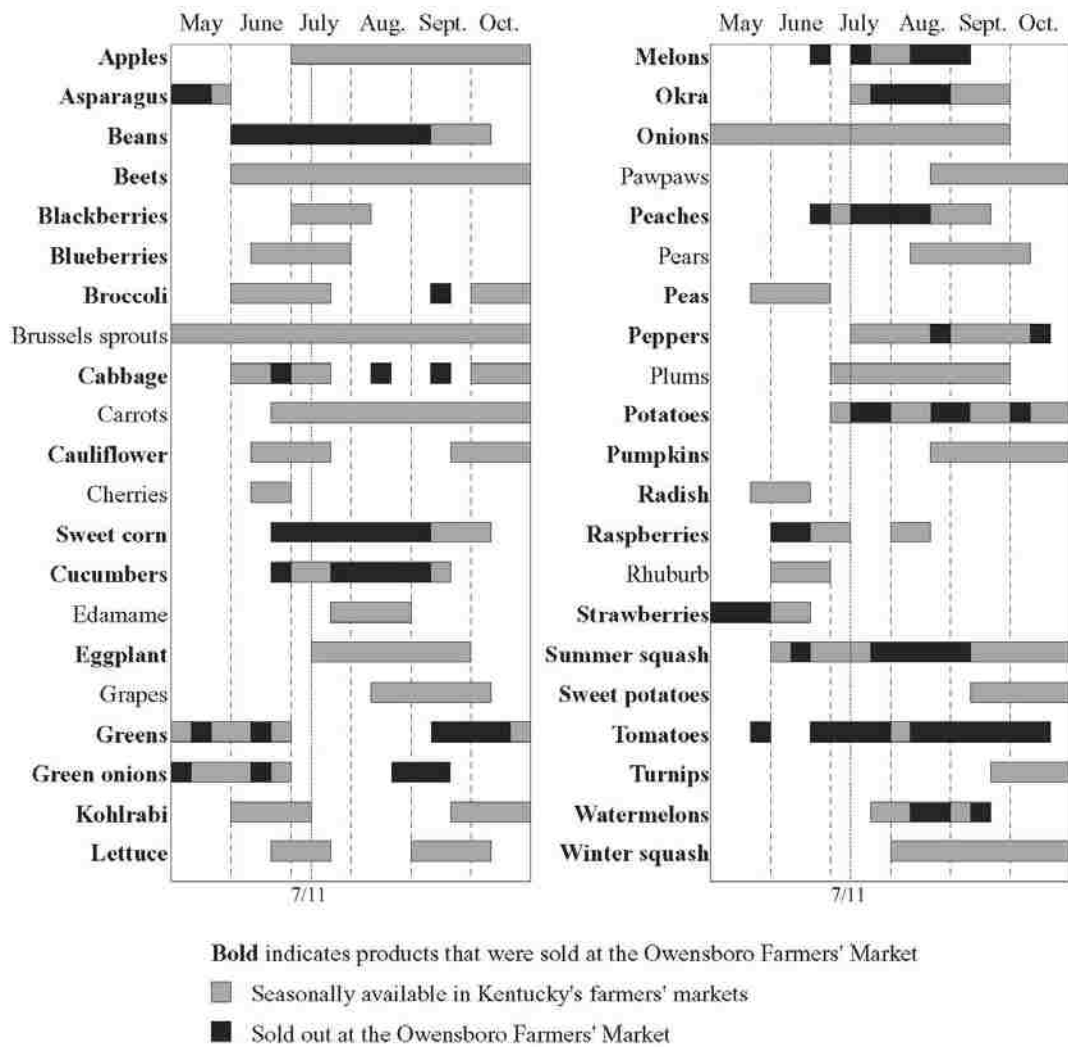 May June July Aug. Sept. Oct.
Apples
Asparagus
Beans
Beets
Blackberries
Blueberries
Broccoli
Brussels sprouts
Cabbage
Carrots
Cauliflower
Cherries
Sweet corn
Cucumbers
Edamame
Eggplant
Grapes
Greens
Green onions
Kohlrabi
Lettuce
7/11
May June July Aug. Sept. Oct.
Melons
Okra
Onions
Pawpaws
Peaches
Pears
Peas
Peppers
Plums
Potatoes
Pumpkins
Radish
Raspberries
Rhuburb
Strawberries
Summer squash
Sweet potatoes
Tomatoes
Turnips
Watermelons
Winter squash
7/11
Bold indicates products that were sold at the Owensboro Farmers' Market
Seasonally available in Kentucky's farmers' markets
Sold out at the Owensboro Farmers' Market